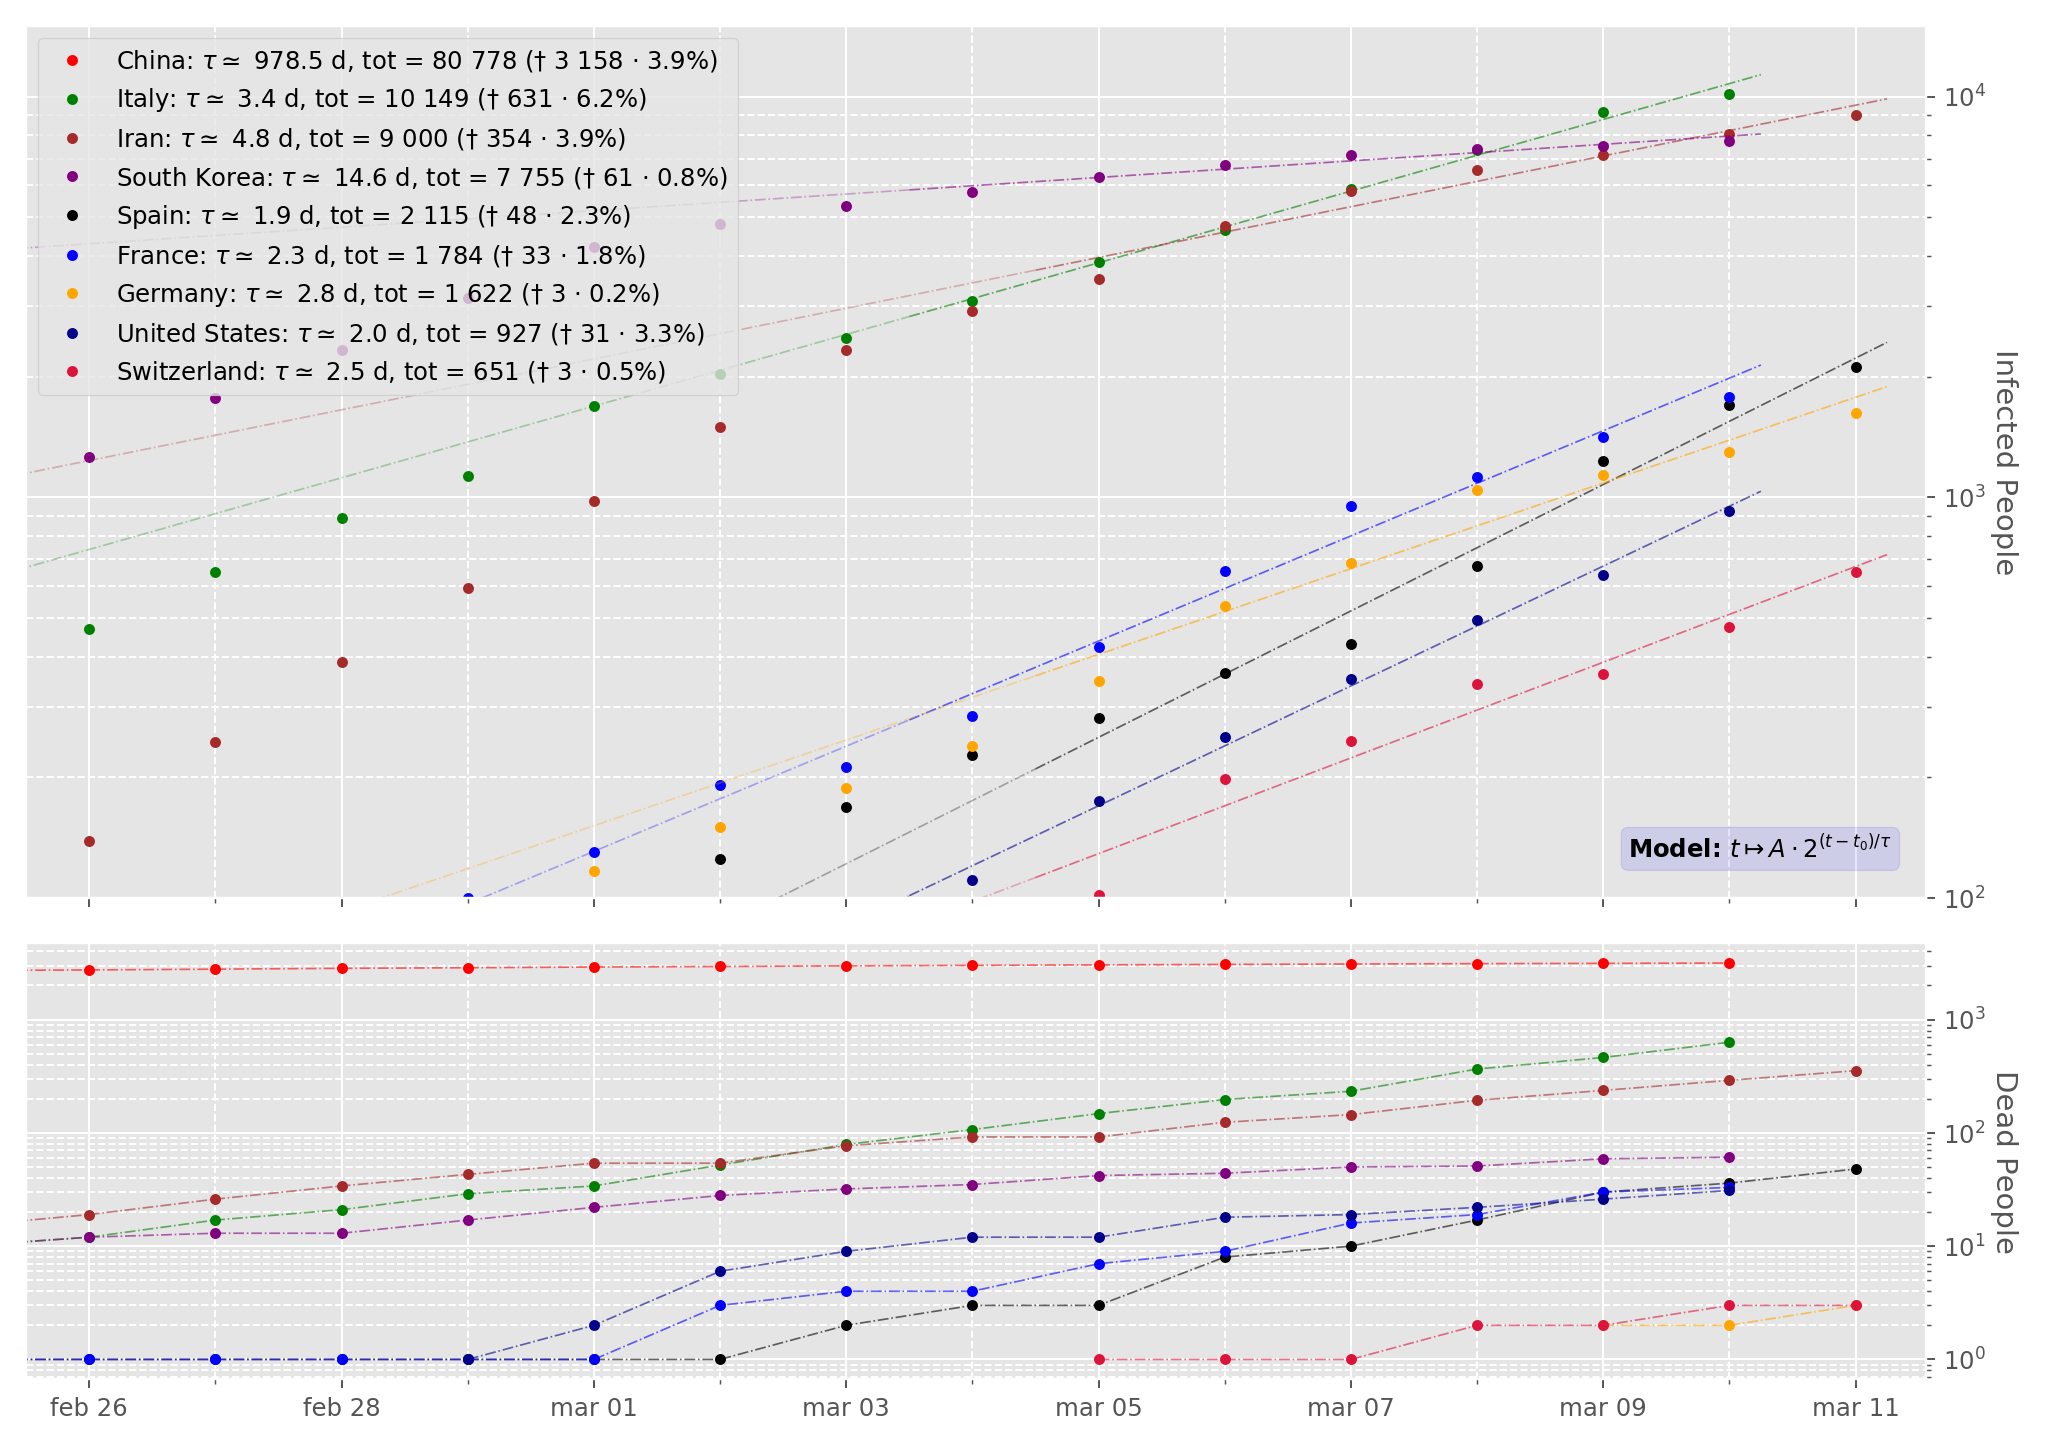 China: τ ≃ 978.5 d, tot = 80 778 († 3 158 · 3.9%)
Italy: τ ≃ 3.4 d, tot = 10 149 († 631 · 6.2%)
Iran: τ ≃ 4.8 d, tot = 9 000 († 354 · 3.9%)
South Korea: τ ≃ 14.6 d, tot = 7 755 († 61 · 0.8%)
Spain: τ ≃ 1.9 d, tot = 2 115 († 48 · 2.3%)
France: τ ≃ 2.3 d, tot = 1 784 († 33 · 1.8%)
Germany: τ ≃ 2.8 d, tot = 1 622 († 3 · 0.2%)
United States: τ ≃ 2.0 d, tot = 927 († 31 · 3.3%)
Switzerland: τ ≃ 2.5 d, tot = 651 († 3 · 0.5%)
10⁴
10³
10²
Infected People
Model: t ↦ A · 2^{(t − t₀)/τ}
10³
10²
10¹
10⁰
Dead People
feb 26 feb 28 mar 01 mar 03 mar 05 mar 07 mar 09 mar 11